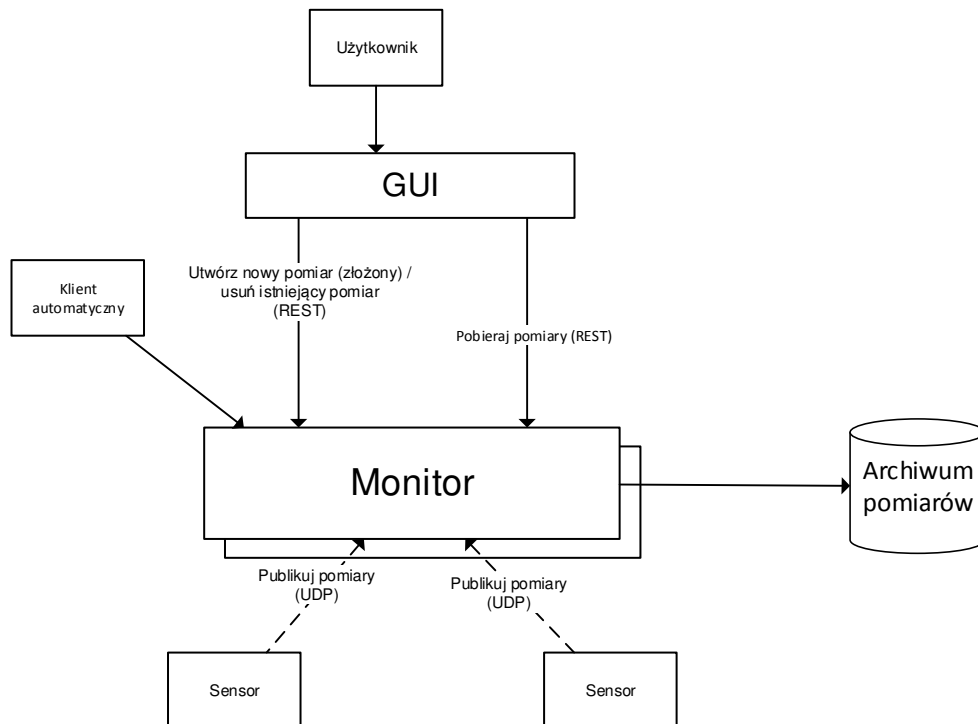 Użytkownik
GUI
Utwórz nowy pomiar (złożony) /
usuń istniejący pomiar
(REST)
Klient
automatyczny
Pobieraj pomiary (REST)
Monitor
Archiwum
pomiarów
Publikuj pomiary
(UDP)
Publikuj pomiary
(UDP)
Sensor
Sensor